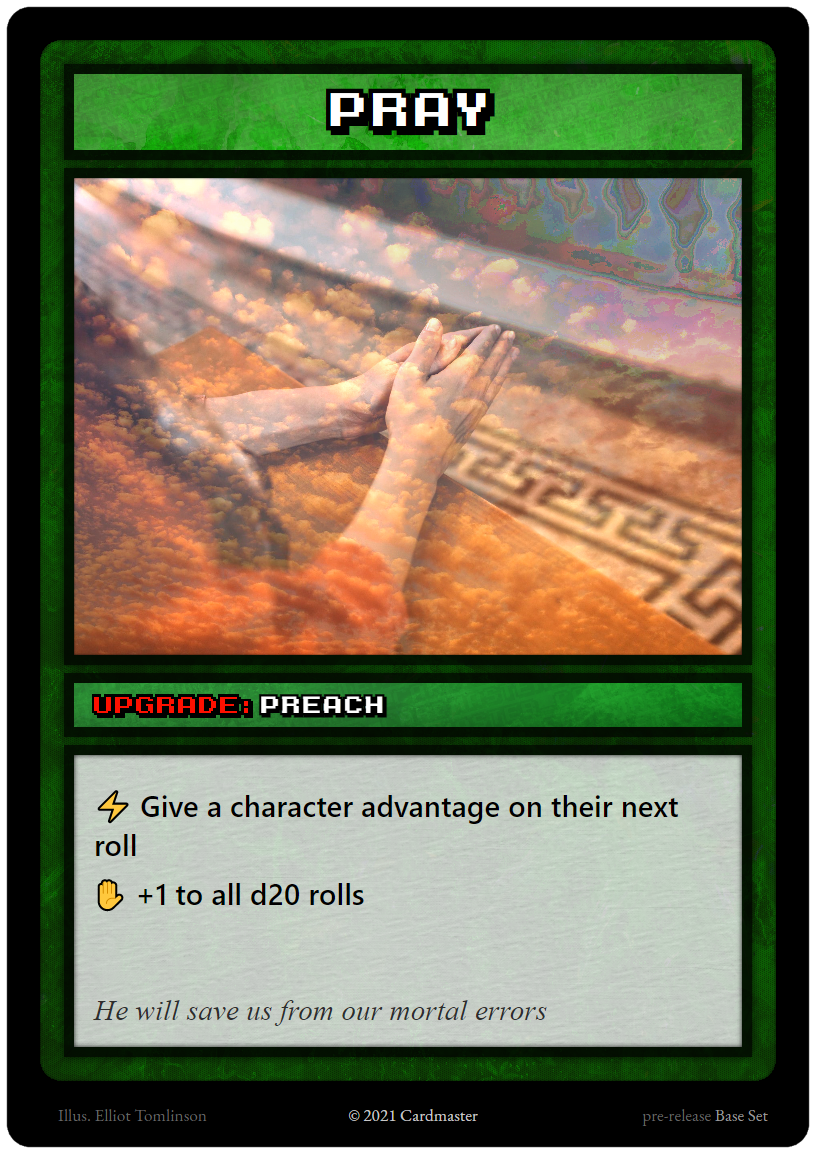 PRAY
UPGRADE: PREACH
⚡ Give a character advantage on their next
roll
✋ +1 to all d20 rolls
He will save us from our mortal errors
Illus. Elliot Tomlinson
© 2021 Cardmaster
pre-release Base Set